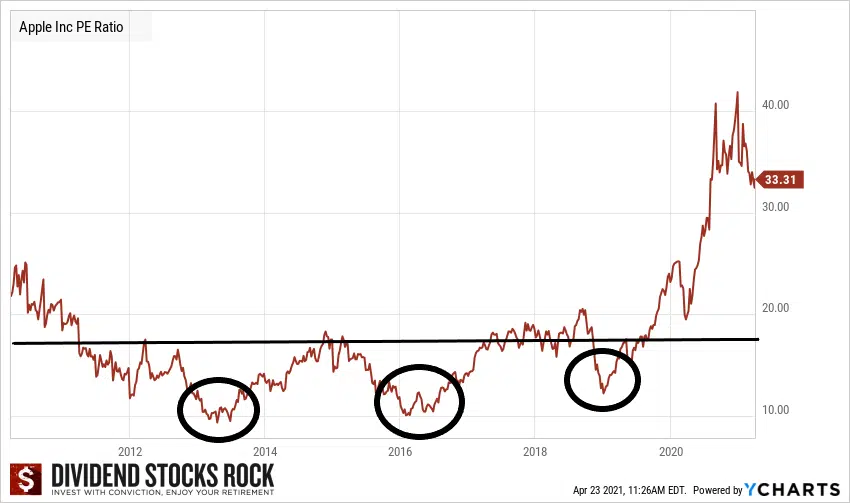 Apple Inc PE Ratio
40.00
33.31
30.00
20.00
10.00
2012 2014 2016 2018 2020
DIVIDEND STOCKS ROCK
INVEST WITH CONVICTION, ENJOY YOUR RETIREMENT
Apr 23 2021, 11:26AM EDT. Powered by YCHARTS